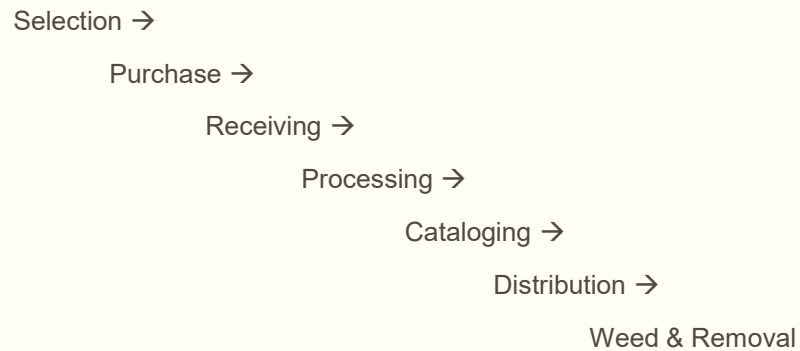 Selection →
Purchase →
Receiving →
Processing →
Cataloging →
Distribution →
Weed & Removal